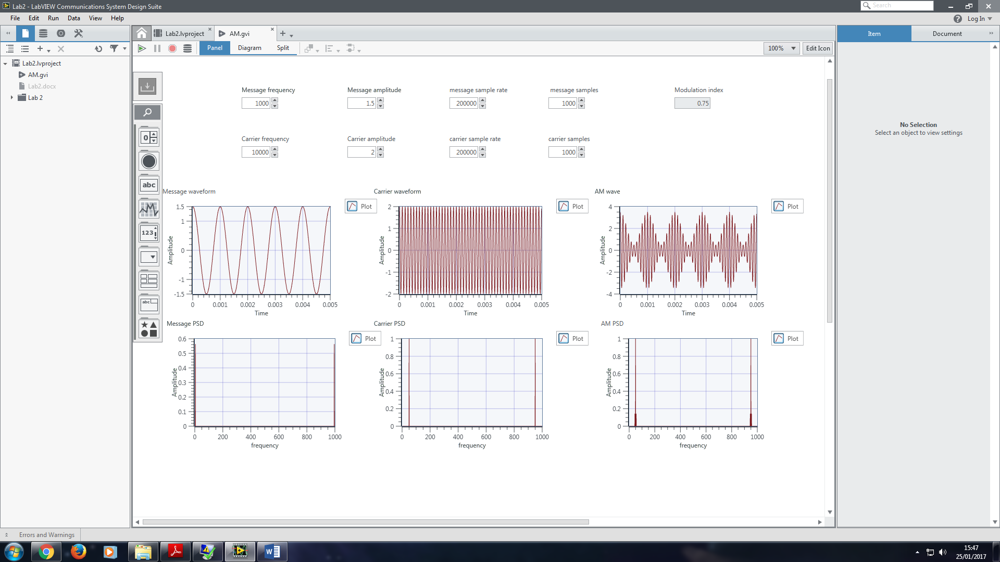 Lab2 - LabVIEW Communications System Design Suite
Search
File Edit Run Data View Help
Log In
Lab2.lvproject
AM.gvi
Item
Document
Panel
Diagram
Split
100%
Edit Icon
Lab2.lvproject
AM.gvi
Lab2.docx
Lab 2
No Selection
Select an object to view settings
Message frequency
1000
Message amplitude
1.5
message sample rate
200000
message samples
1000
Modulation index
0.75
Carrier frequency
10000
Carrier amplitude
2
carrier sample rate
200000
carrier samples
1000
0
abc
123
abc
Message waveform
Plot
Amplitude
1.5
1
0
-1
-1.5
0 0.001 0.002 0.003 0.004 0.005
Time
Carrier waveform
Plot
Amplitude
2
1
0
-1
-2
0 0.001 0.002 0.003 0.004 0.005
Time
AM wave
Plot
Amplitude
4
2
0
-2
-4
0 0.001 0.002 0.003 0.004 0.005
Time
Message PSD
Plot
Amplitude
0.6
0.5
0.4
0.3
0.2
0.1
0
0 200 400 600 800 1000
frequency
Carrier PSD
Plot
Amplitude
1
0.8
0.6
0.4
0.2
0
0 200 400 600 800 1000
frequency
AM PSD
Plot
Amplitude
1
0.8
0.6
0.4
0.2
0
0 200 400 600 800 1000
frequency
Errors and Warnings
15:47
25/01/2017